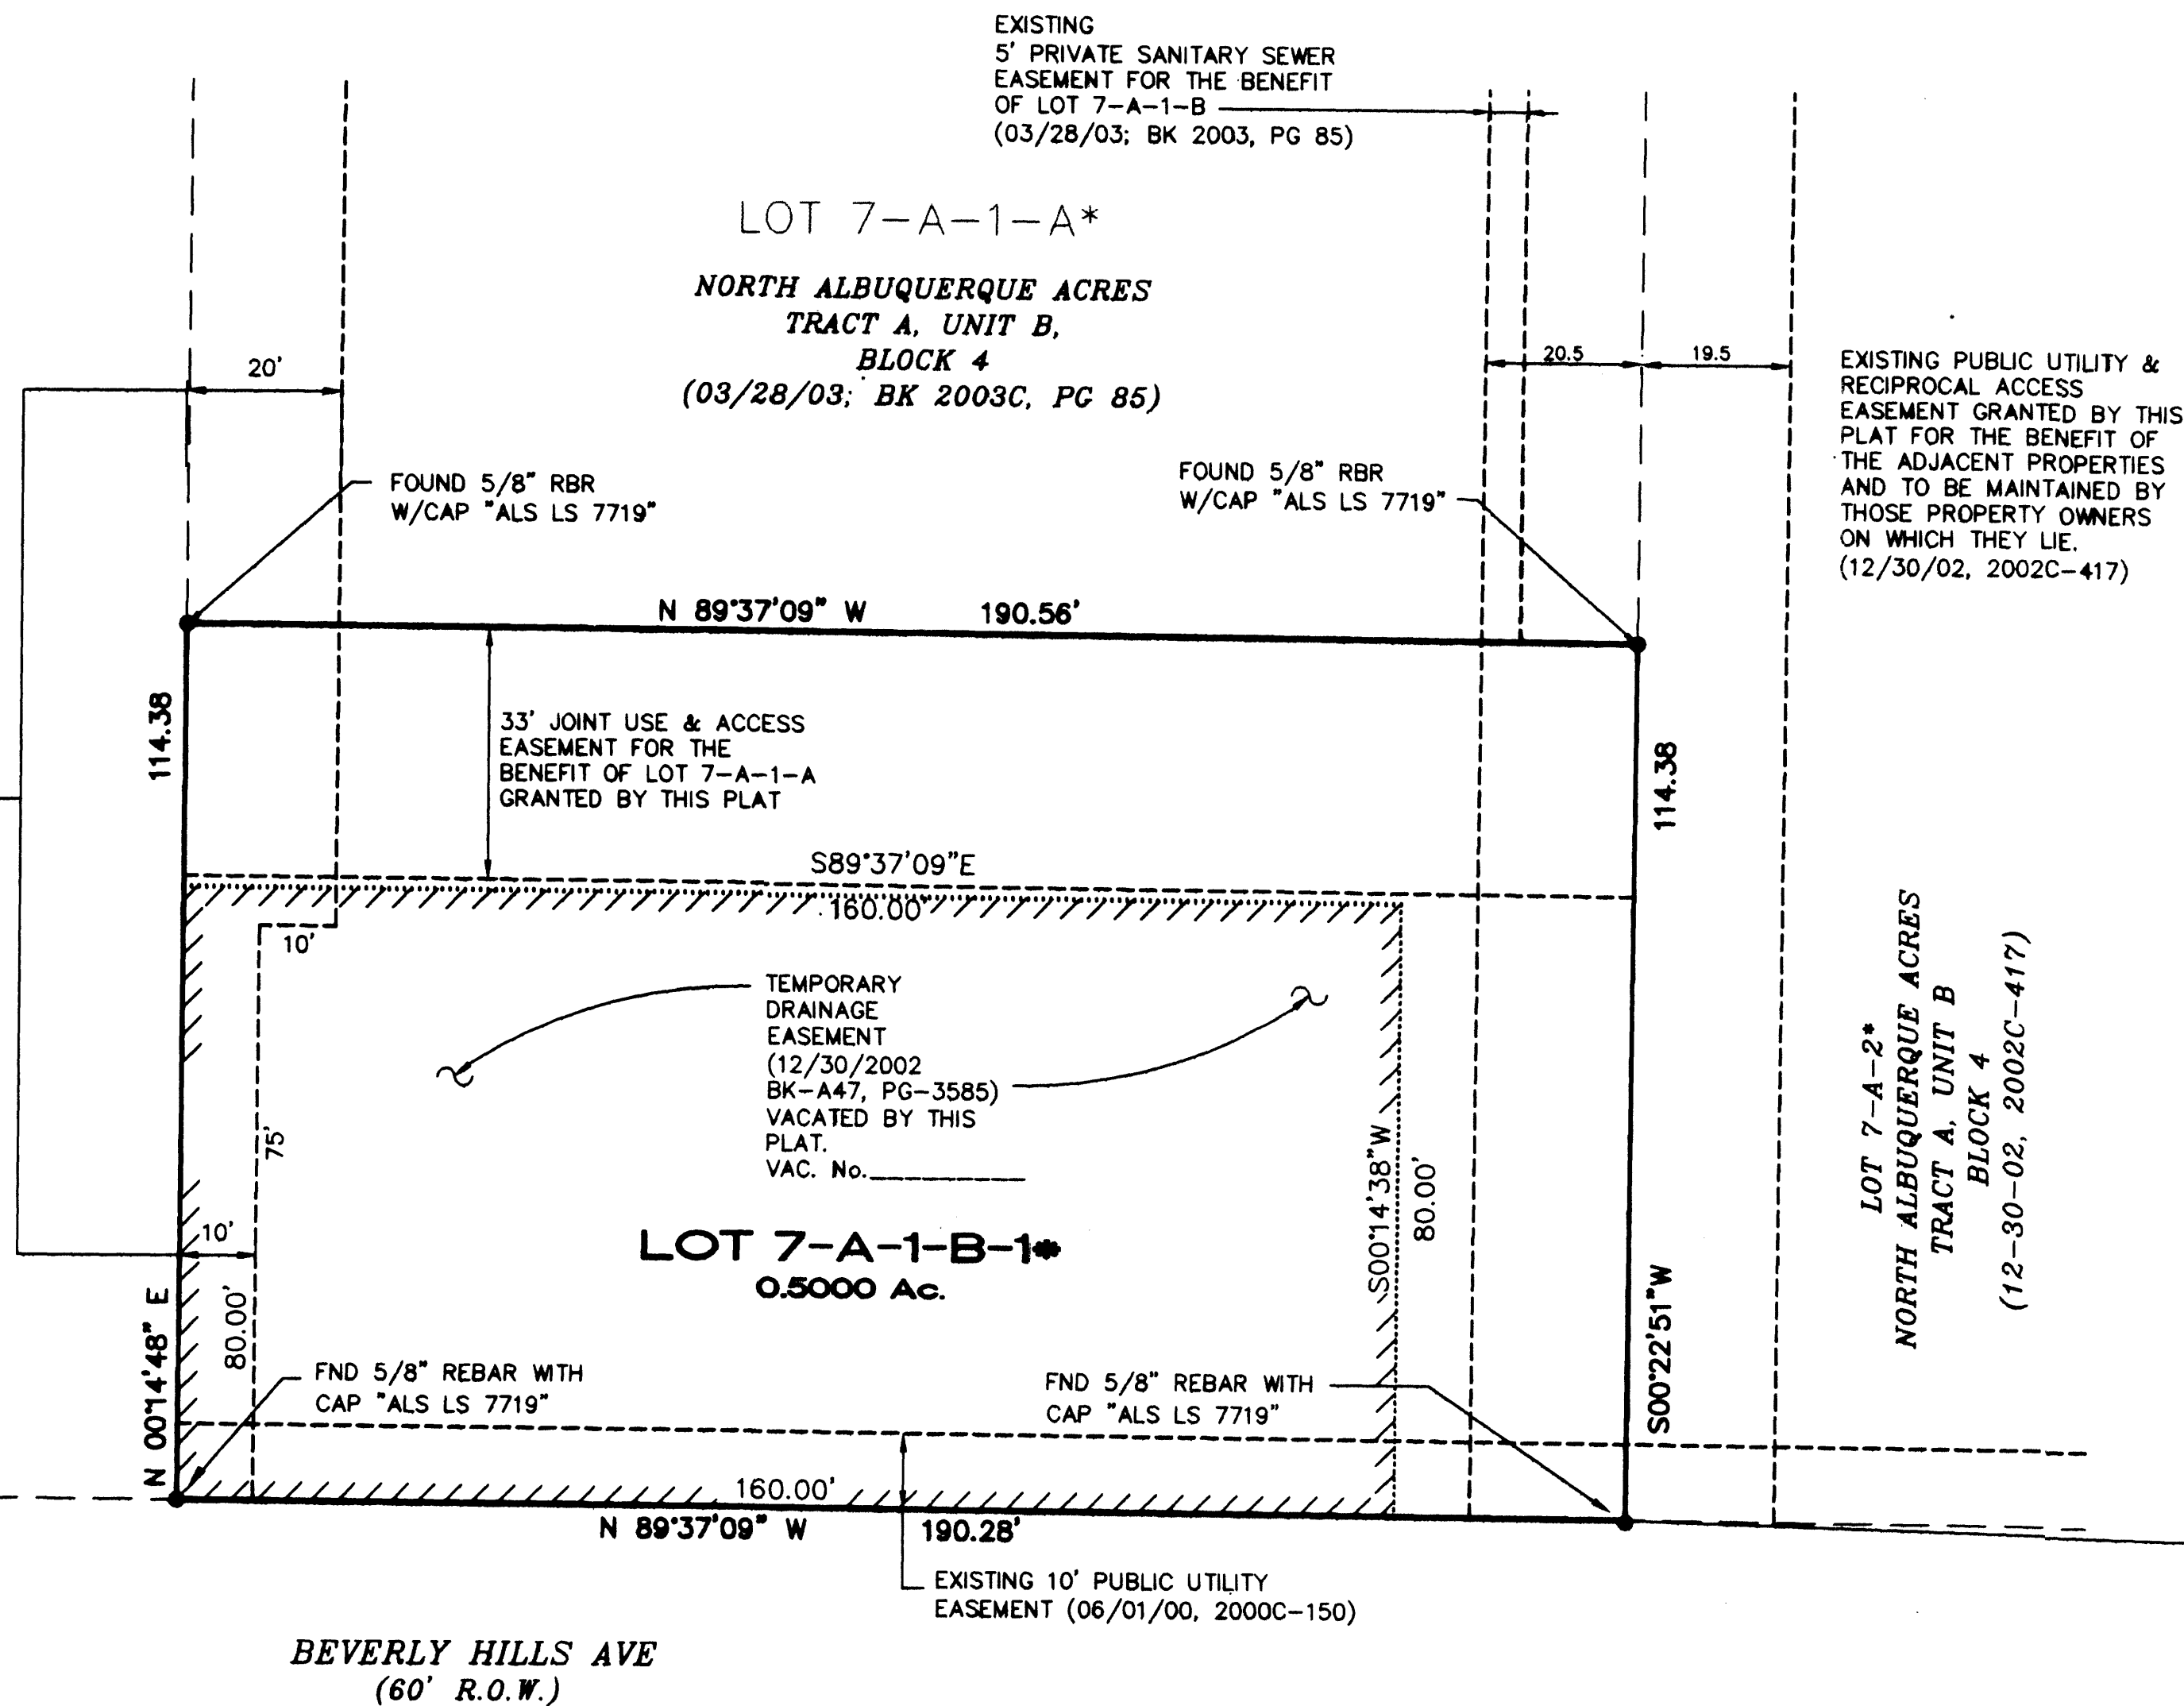 EXISTING
5' PRIVATE SANITARY SEWER
EASEMENT FOR THE BENEFIT
OF LOT 7-A-1-B
(03/28/03; BK 2003, PG 85)
LOT 7-A-1-A*
NORTH ALBUQUERQUE ACRES
TRACT A, UNIT B,
BLOCK 4
(03/28/03; BK 2003C, PG 85)
20'
20.5
19.5
EXISTING PUBLIC UTILITY &
RECIPROCAL ACCESS
EASEMENT GRANTED BY THIS
PLAT FOR THE BENEFIT OF
THE ADJACENT PROPERTIES
AND TO BE MAINTAINED BY
THOSE PROPERTY OWNERS
ON WHICH THEY LIE.
(12/30/02, 2002C-417)
FOUND 5/8" RBR
W/CAP "ALS LS 7719"
FOUND 5/8" RBR
W/CAP "ALS LS 7719"
N 89°37'09" W 190.56'
114.38
33' JOINT USE & ACCESS
EASEMENT FOR THE
BENEFIT OF LOT 7-A-1-A
GRANTED BY THIS PLAT
114.38
S89°37'09"E
160.00'
10'
TEMPORARY
DRAINAGE
EASEMENT
(12/30/2002
BK-A47, PG-3585)
VACATED BY THIS
PLAT.
VAC. No.
75'
S00°14'38"W
80.00'
LOT 7-A-2*
NORTH ALBUQUERQUE ACRES
TRACT A, UNIT B
BLOCK 4
(12-30-02, 2002C-417)
10'
LOT 7-A-1-B-1*
0.5000 Ac.
N 00°14'48" E
80.00'
S00°22'51"W
FND 5/8" REBAR WITH
CAP "ALS LS 7719"
FND 5/8" REBAR WITH
CAP "ALS LS 7719"
160.00'
N 89°37'09" W 190.28'
EXISTING 10' PUBLIC UTILITY
EASEMENT (06/01/00, 2000C-150)
BEVERLY HILLS AVE
(60' R.O.W.)